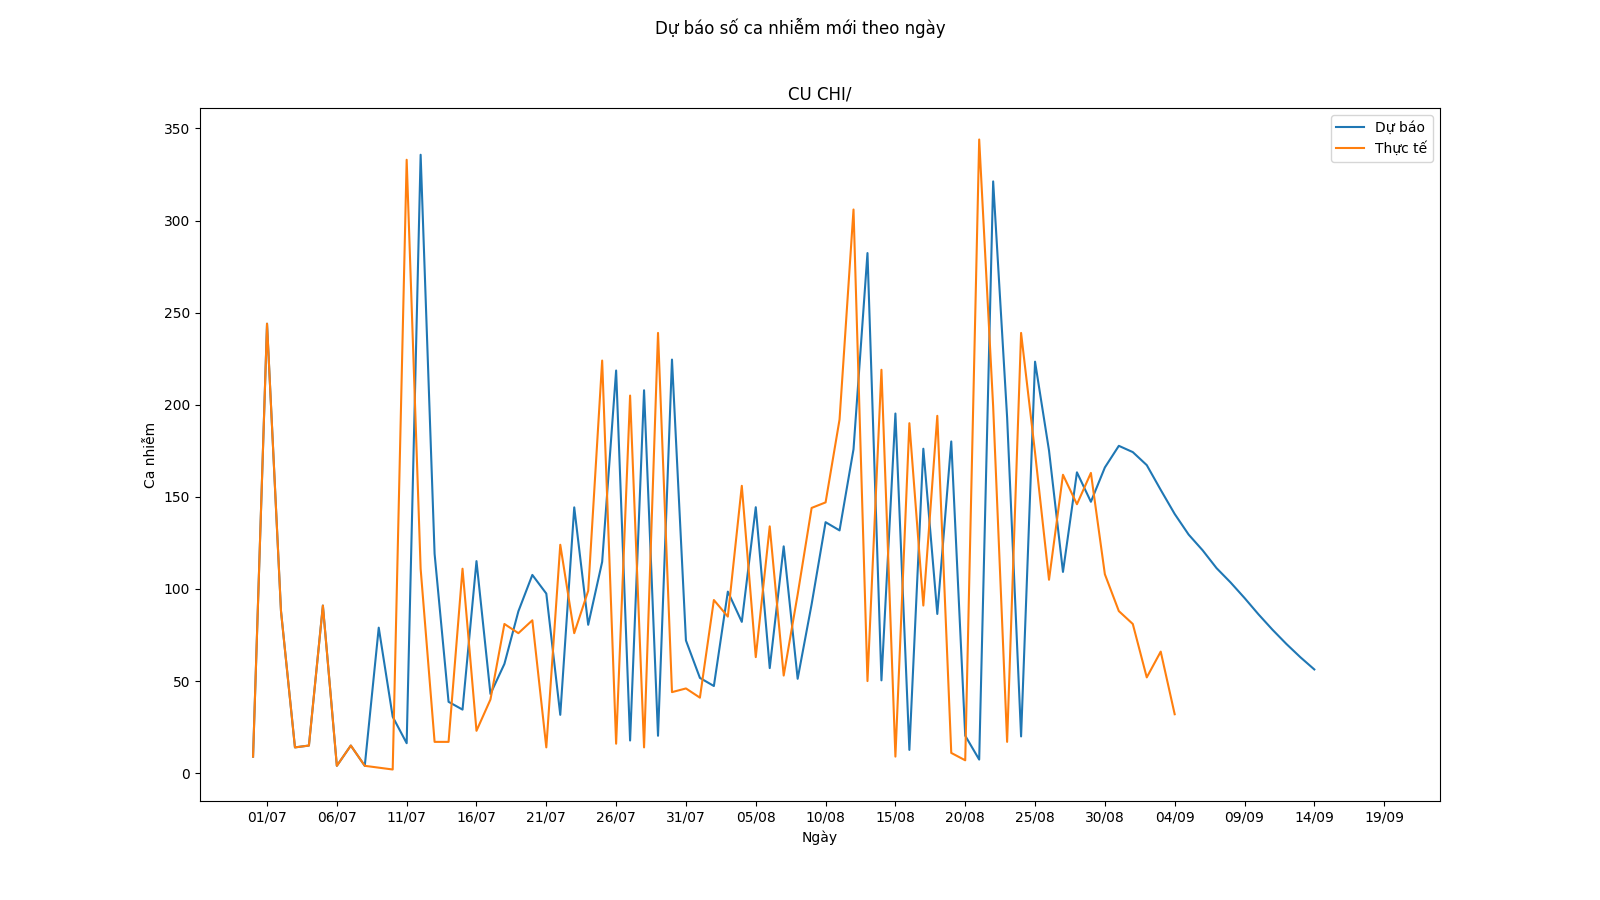 Dự báo số ca nhiễm mới theo ngày
CU CHI/
Dự báo
Thực tế
350
300
250
200
150
100
50
0
Ca nhiễm
01/07 06/07 11/07 16/07 21/07 26/07 31/07 05/08 10/08 15/08 20/08 25/08 30/08 04/09 09/09 14/09 19/09
Ngày